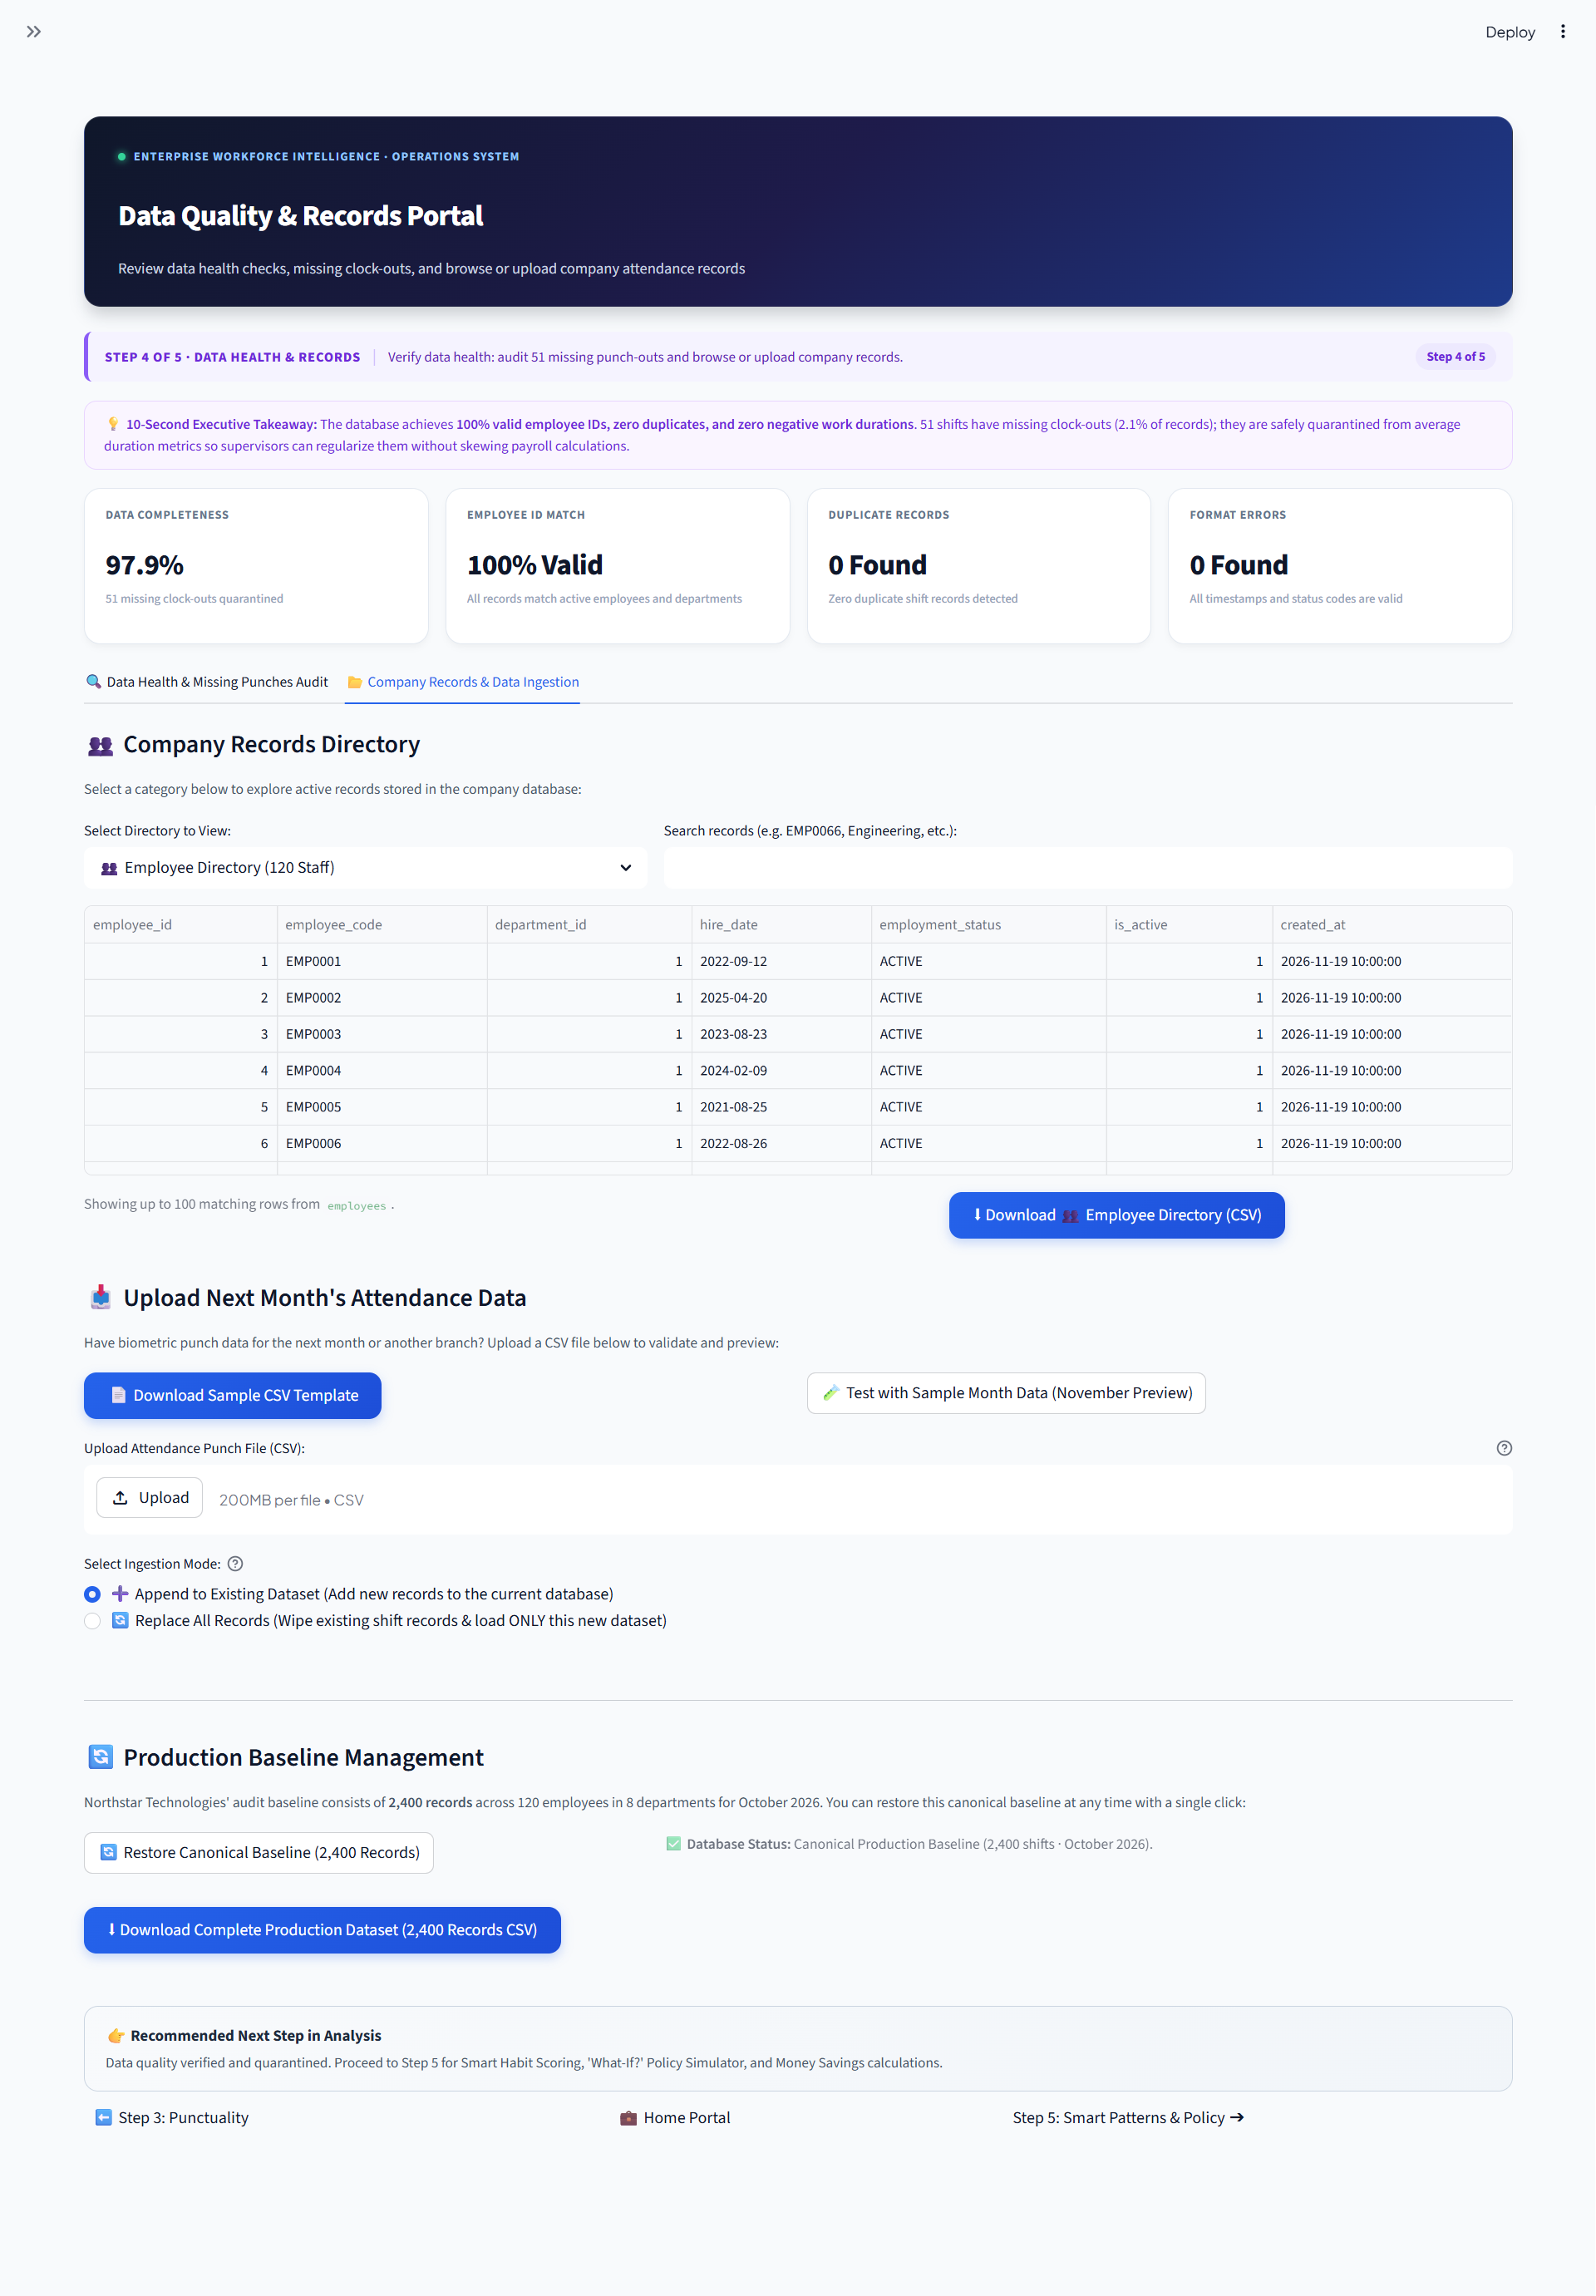 Deploy
ENTERPRISE WORKFORCE INTELLIGENCE · OPERATIONS SYSTEM
Data Quality & Records Portal
Review data health checks, missing clock-outs, and browse or upload company attendance records
STEP 4 OF 5 · DATA HEALTH & RECORDS Verify data health: audit 51 missing punch-outs and browse or upload company records. Step 4 of 5
10-Second Executive Takeaway: The database achieves 100% valid employee IDs, zero duplicates, and zero negative work durations. 51 shifts have missing clock-outs (2.1% of records); they are safely quarantined from average
duration metrics so supervisors can regularize them without skewing payroll calculations.
DATA COMPLETENESS EMPLOYEE ID MATCH DUPLICATE RECORDS FORMAT ERRORS
97.9% 100% Valid 0 Found 0 Found
51 missing clock-outs quarantined All records match active employees and departments Zero duplicate shift records detected All timestamps and status codes are valid
Data Health & Missing Punches Audit Company Records & Data Ingestion
Company Records Directory
Select a category below to explore active records stored in the company database:
Select Directory to View: Search records (e.g. EMP0066, Engineering, etc.):
Employee Directory (120 Staff)
employee_id employee_code department_id hire_date employment_status is_active created_at
1 EMP0001 1 2022-09-12 ACTIVE 1 2026-11-19 10:00:00
2 EMP0002 1 2025-04-20 ACTIVE 1 2026-11-19 10:00:00
3 EMP0003 1 2023-08-23 ACTIVE 1 2026-11-19 10:00:00
4 EMP0004 1 2024-02-09 ACTIVE 1 2026-11-19 10:00:00
5 EMP0005 1 2021-08-25 ACTIVE 1 2026-11-19 10:00:00
6 EMP0006 1 2022-08-26 ACTIVE 1 2026-11-19 10:00:00
Showing up to 100 matching rows from employees .
⬇ Download 👥 Employee Directory (CSV)
Upload Next Month's Attendance Data
Have biometric punch data for the next month or another branch? Upload a CSV file below to validate and preview:
Download Sample CSV Template Test with Sample Month Data (November Preview)
Upload Attendance Punch File (CSV):
Upload 200MB per file • CSV
Select Ingestion Mode:
Append to Existing Dataset (Add new records to the current database)
Replace All Records (Wipe existing shift records & load ONLY this new dataset)
Production Baseline Management
Northstar Technologies' audit baseline consists of 2,400 records across 120 employees in 8 departments for October 2026. You can restore this canonical baseline at any time with a single click:
Restore Canonical Baseline (2,400 Records) Database Status: Canonical Production Baseline (2,400 shifts · October 2026).
⬇ Download Complete Production Dataset (2,400 Records CSV)
Recommended Next Step in Analysis
Data quality verified and quarantined. Proceed to Step 5 for Smart Habit Scoring, 'What-If?' Policy Simulator, and Money Savings calculations.
Step 3: Punctuality Home Portal Step 5: Smart Patterns & Policy ➔